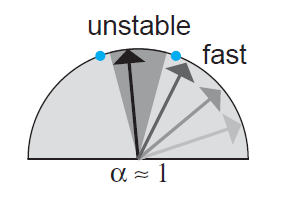 unstable
fast
α ≈ 1